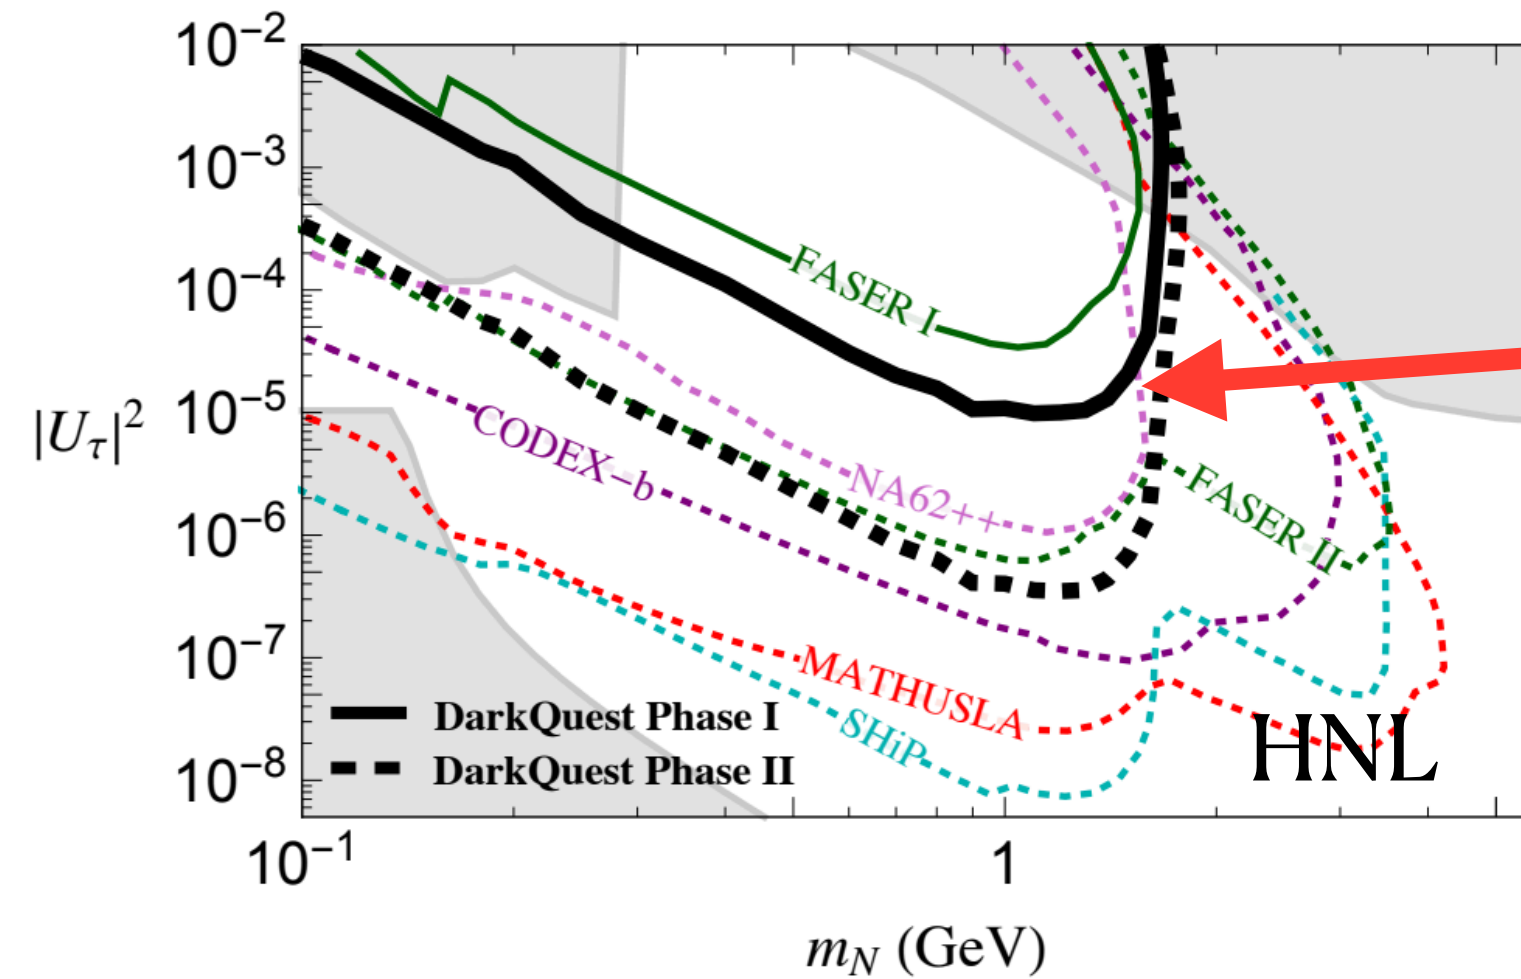 10⁻²
10⁻³
10⁻⁴
10⁻⁵
10⁻⁶
10⁻⁷
10⁻⁸
|U_τ|²
FASER I
CODEX-b
NA62++
FASER II
MATHUSLA
SHiP
DarkQuest Phase I
DarkQuest Phase II
HNL
10⁻¹
1
m_N (GeV)